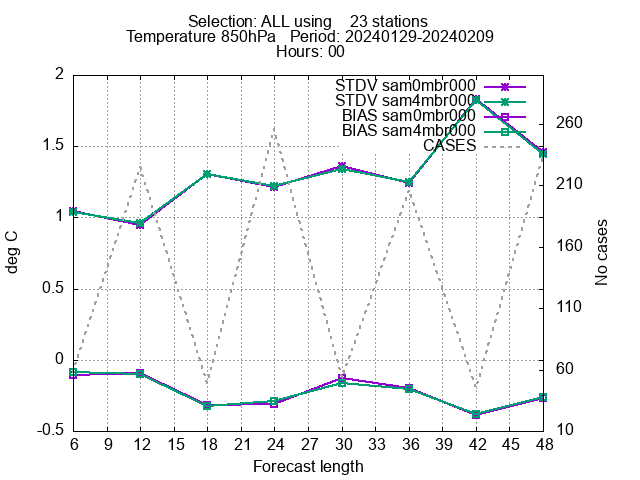 Selection: ALL using 23 stations
Temperature 850hPa Period: 20240129-20240209
Hours: 00
STDV sam0mbr000
STDV sam4mbr000
BIAS sam0mbr000
BIAS sam4mbr000
CASES
deg C
2
1.5
1
0.5
0
-0.5
No cases
260
210
160
110
60
10
6 9 12 15 18 21 24 27 30 33 36 39 42 45 48
Forecast length